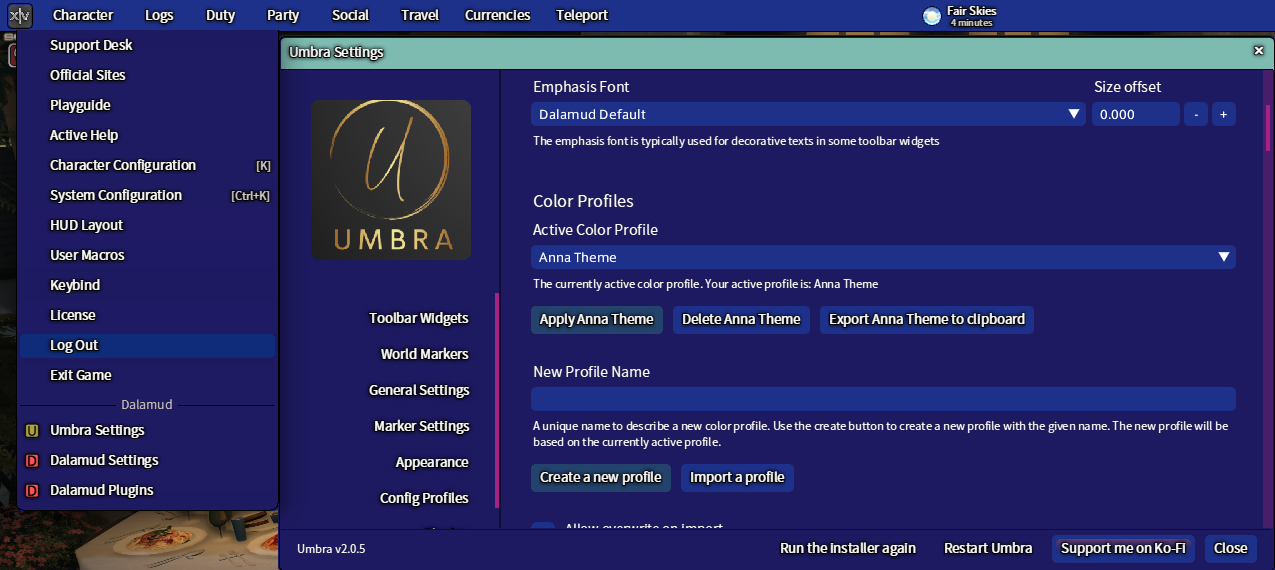 XIV Character Logs Duty Party Social Travel Currencies Teleport
Fair Skies
4 minutes
Support Desk
Official Sites
Playguide
Active Help
Character Configuration [K]
System Configuration [Ctrl+K]
HUD Layout
User Macros
Keybind
License
Log Out
Exit Game
Dalamud
U Umbra Settings
D Dalamud Settings
D Dalamud Plugins
Umbra Settings
U
UMBRA
Toolbar Widgets
World Markers
General Settings
Marker Settings
Appearance
Config Profiles
Emphasis Font Size offset
Dalamud Default 0.000 - +
The emphasis font is typically used for decorative texts in some toolbar widgets
Color Profiles
Active Color Profile
Anna Theme
The currently active color profile. Your active profile is: Anna Theme
Apply Anna Theme Delete Anna Theme Export Anna Theme to clipboard
New Profile Name
A unique name to describe a new color profile. Use the create button to create a new profile with the given name. The new profile will be
based on the currently active profile.
Create a new profile Import a profile
Allow overwrite on import
Umbra v2.0.5 Run the installer again Restart Umbra Support me on Ko-Fi Close